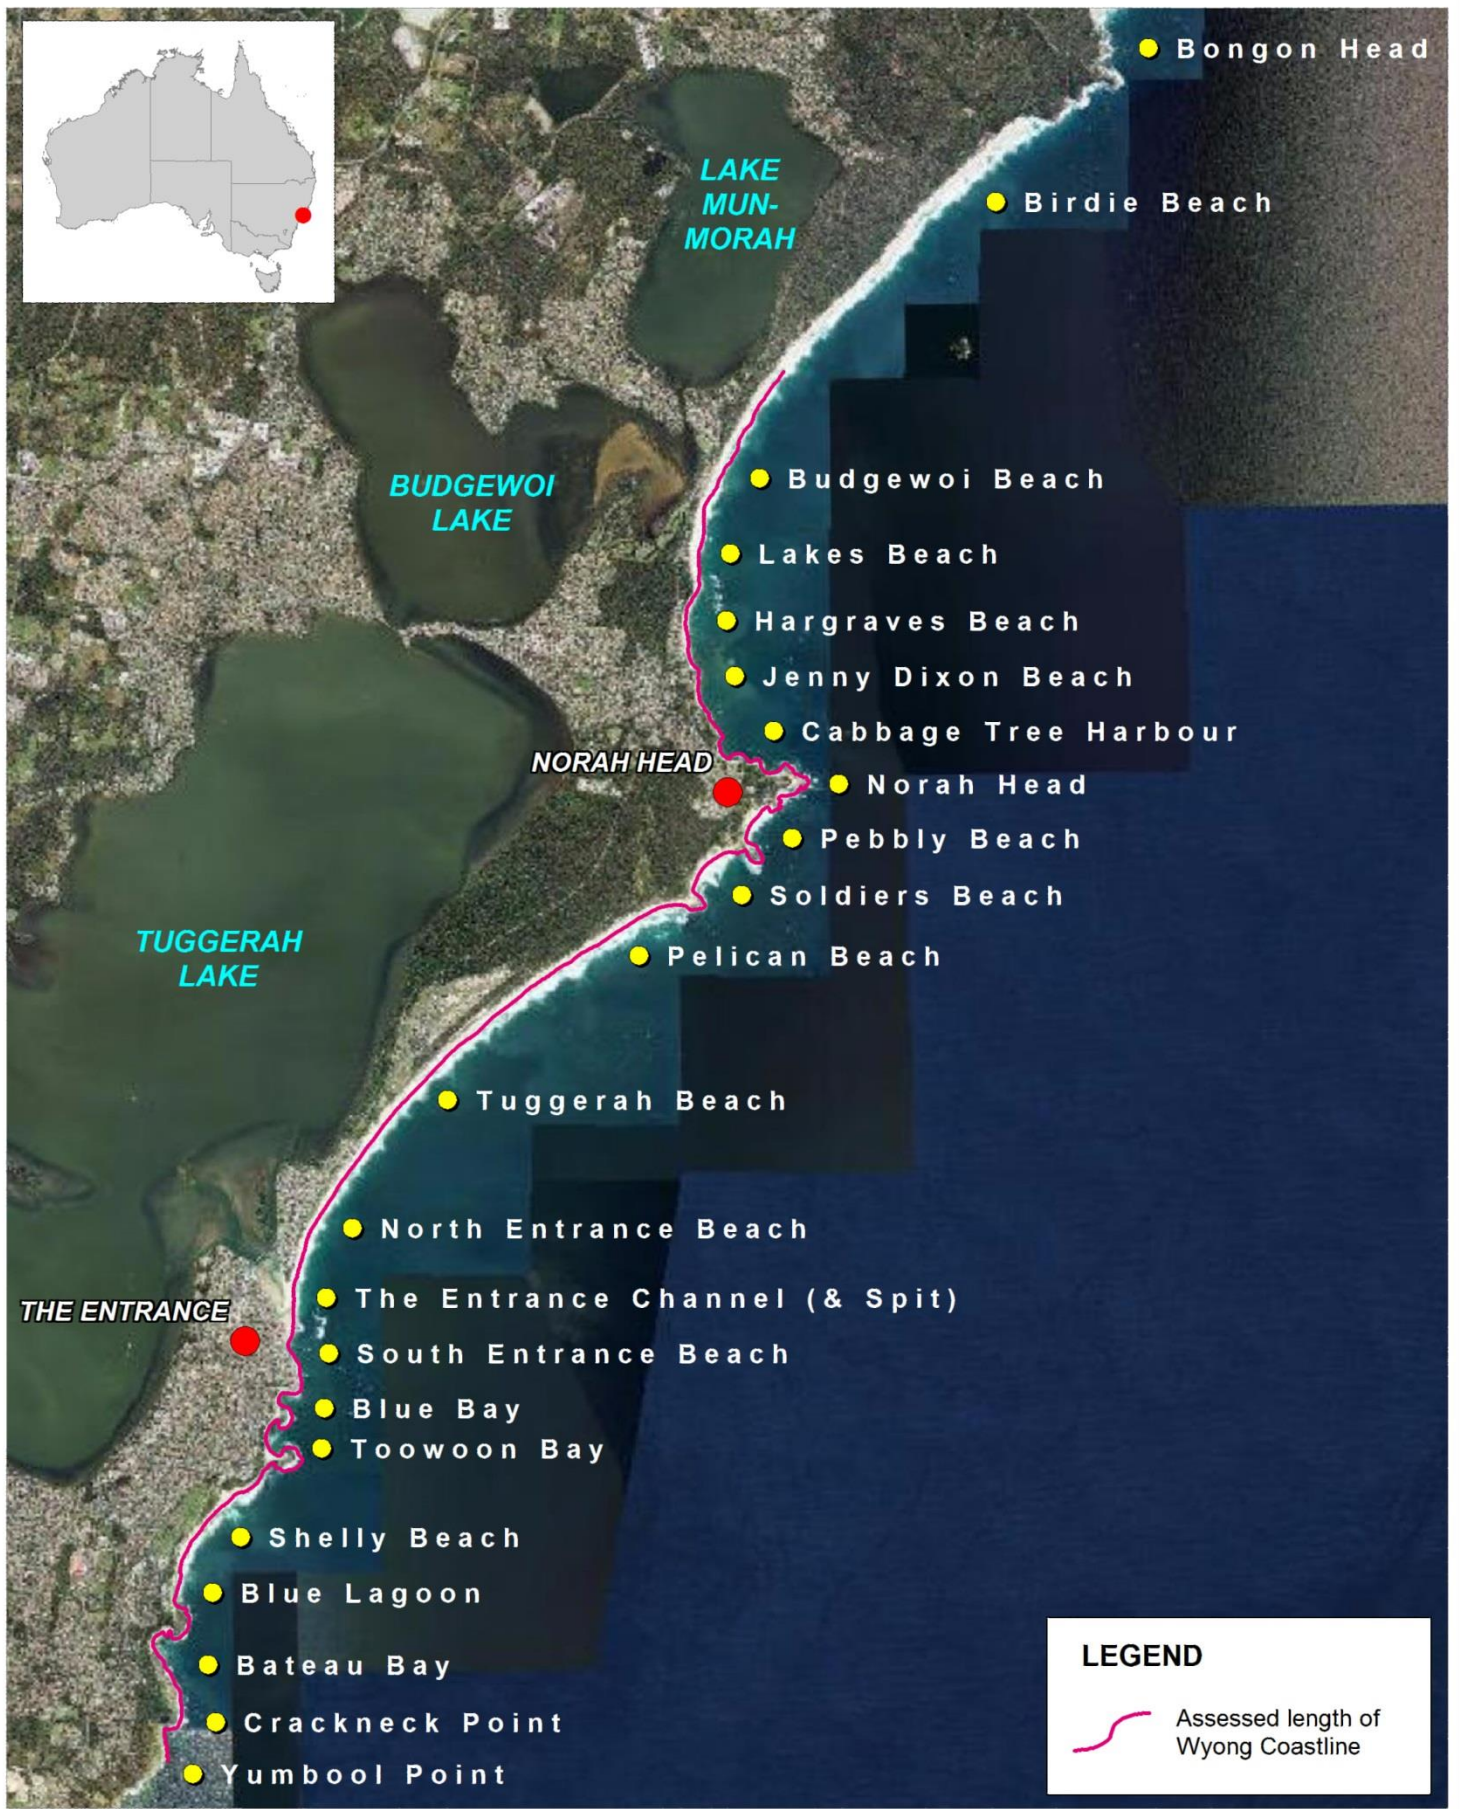 Bongon Head
LAKE
MUN-
MORAH
Birdie Beach
Budgewoi Beach
BUDGEWOI
LAKE
Lakes Beach
Hargraves Beach
Jenny Dixon Beach
Cabbage Tree Harbour
NORAH HEAD
Norah Head
Pebbly Beach
Soldiers Beach
TUGGERAH
LAKE
Pelican Beach
Tuggerah Beach
North Entrance Beach
The Entrance Channel (& Spit)
THE ENTRANCE
South Entrance Beach
Blue Bay
Toowoon Bay
Shelly Beach
Blue Lagoon
Bateau Bay
Crackneck Point
Yumbool Point
LEGEND
Assessed length of
Wyong Coastline